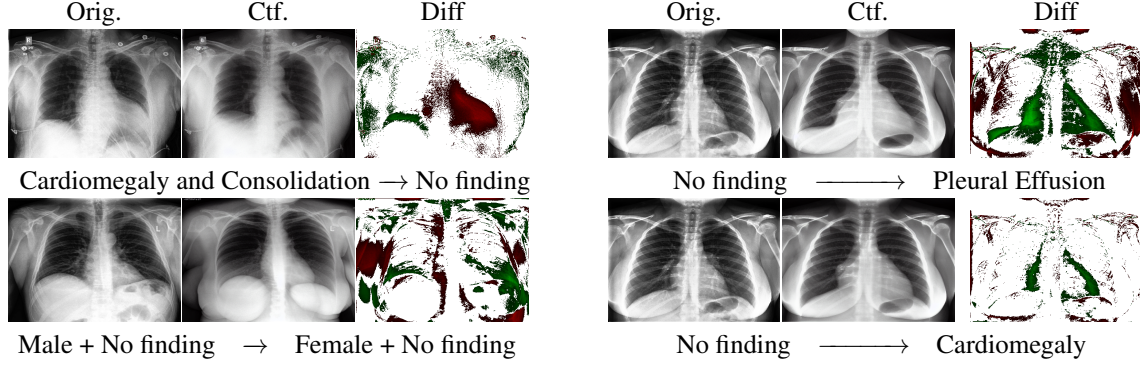 Orig. Ctf. Diff Orig. Ctf. Diff
Cardiomegaly and Consolidation → No finding No finding → Pleural Effusion
Male + No finding → Female + No finding No finding → Cardiomegaly